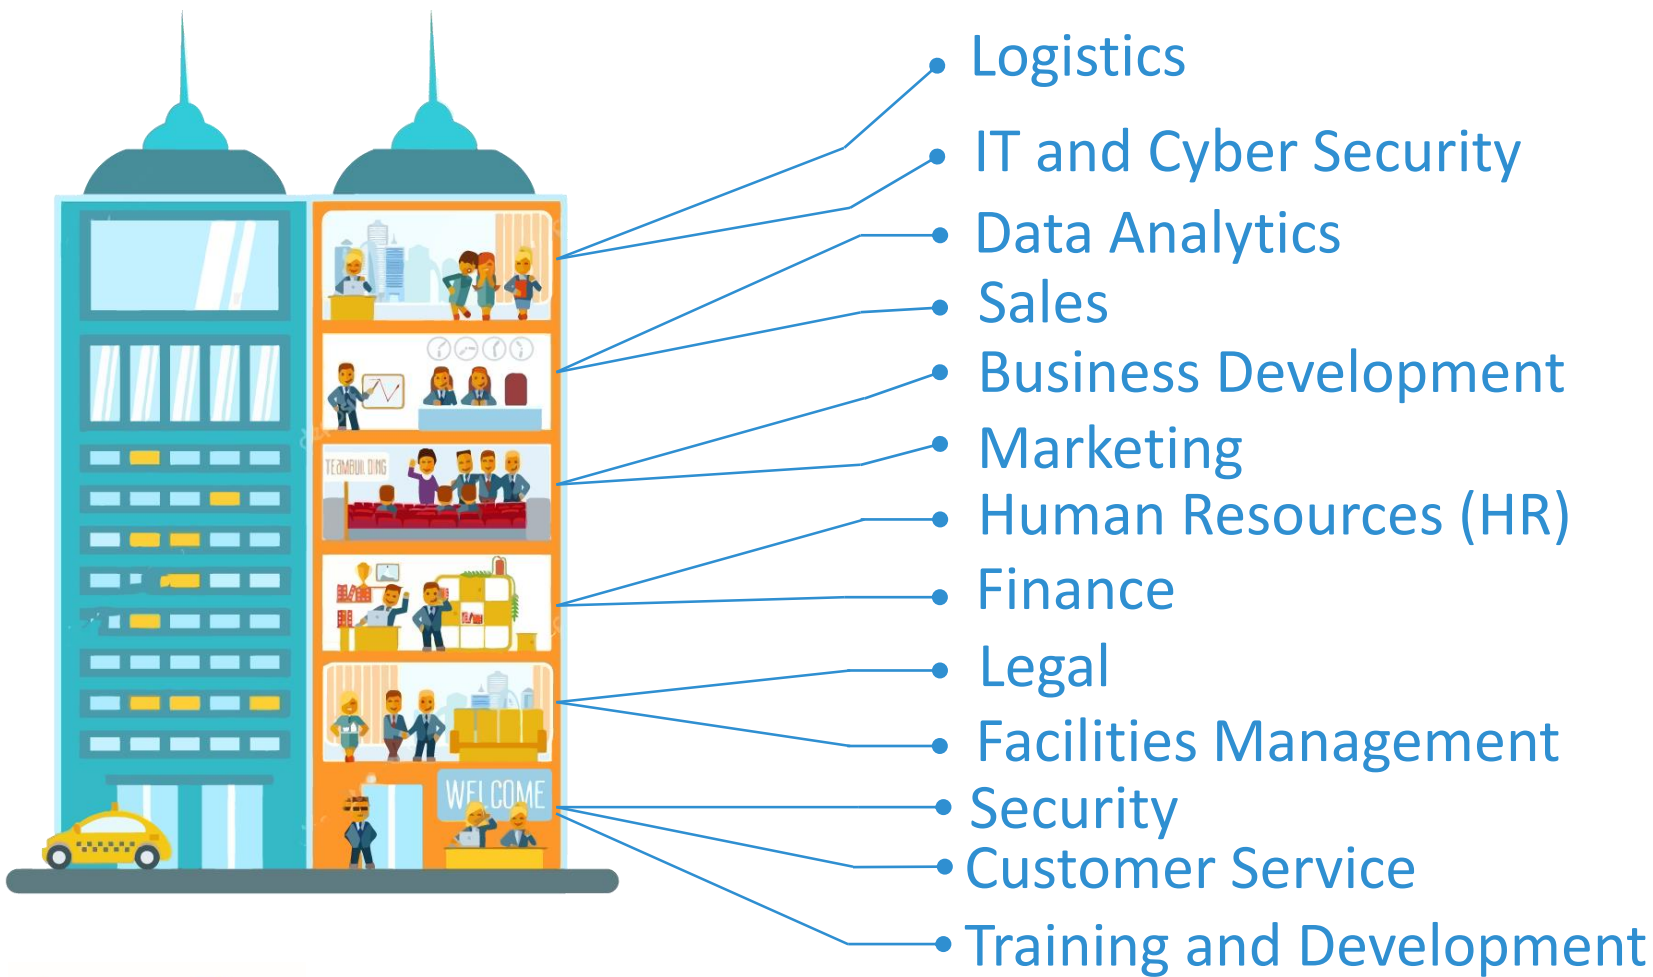 Logistics
IT and Cyber Security
Data Analytics
Sales
Business Development
Marketing
TEAMBUILDING
Human Resources (HR)
Finance
Legal
Facilities Management
WELCOME
Security
Customer Service
Training and Development